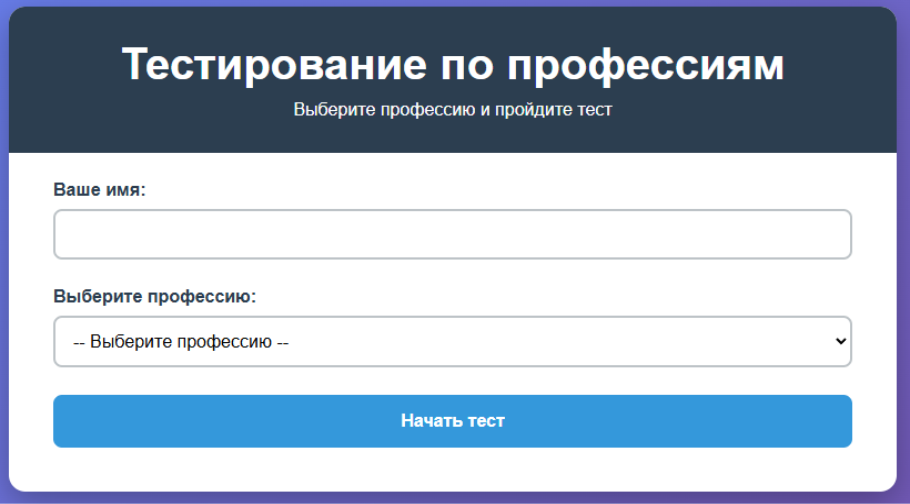 Тестирование по профессиям
Выберите профессию и пройдите тест
Ваше имя:
Выберите профессию:
-- Выберите профессию --
Начать тест